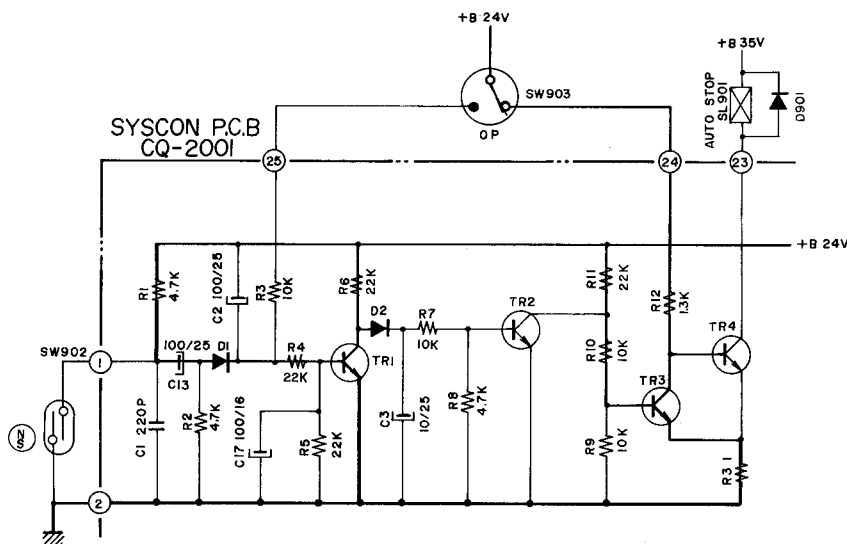 +B 24V
+B 35V
SW903
OP
AUTO STOP
SL901
D901
SYSCON P.C.B
CQ-2001
25
24
23
+B 24V
R1
4.7K
C2 100/25
R3
10K
R6
22K
D2
R7
10K
TR2
R11
22K
R12
1.3K
TR4
SW902
1
100/25
C13
D1
R4
22K
TR1
R10
10K
TR3
NS
C1 220P
R2
4.7K
C17 100/16
R5
22K
C3
10/25
R8
4.7K
R9
10K
2